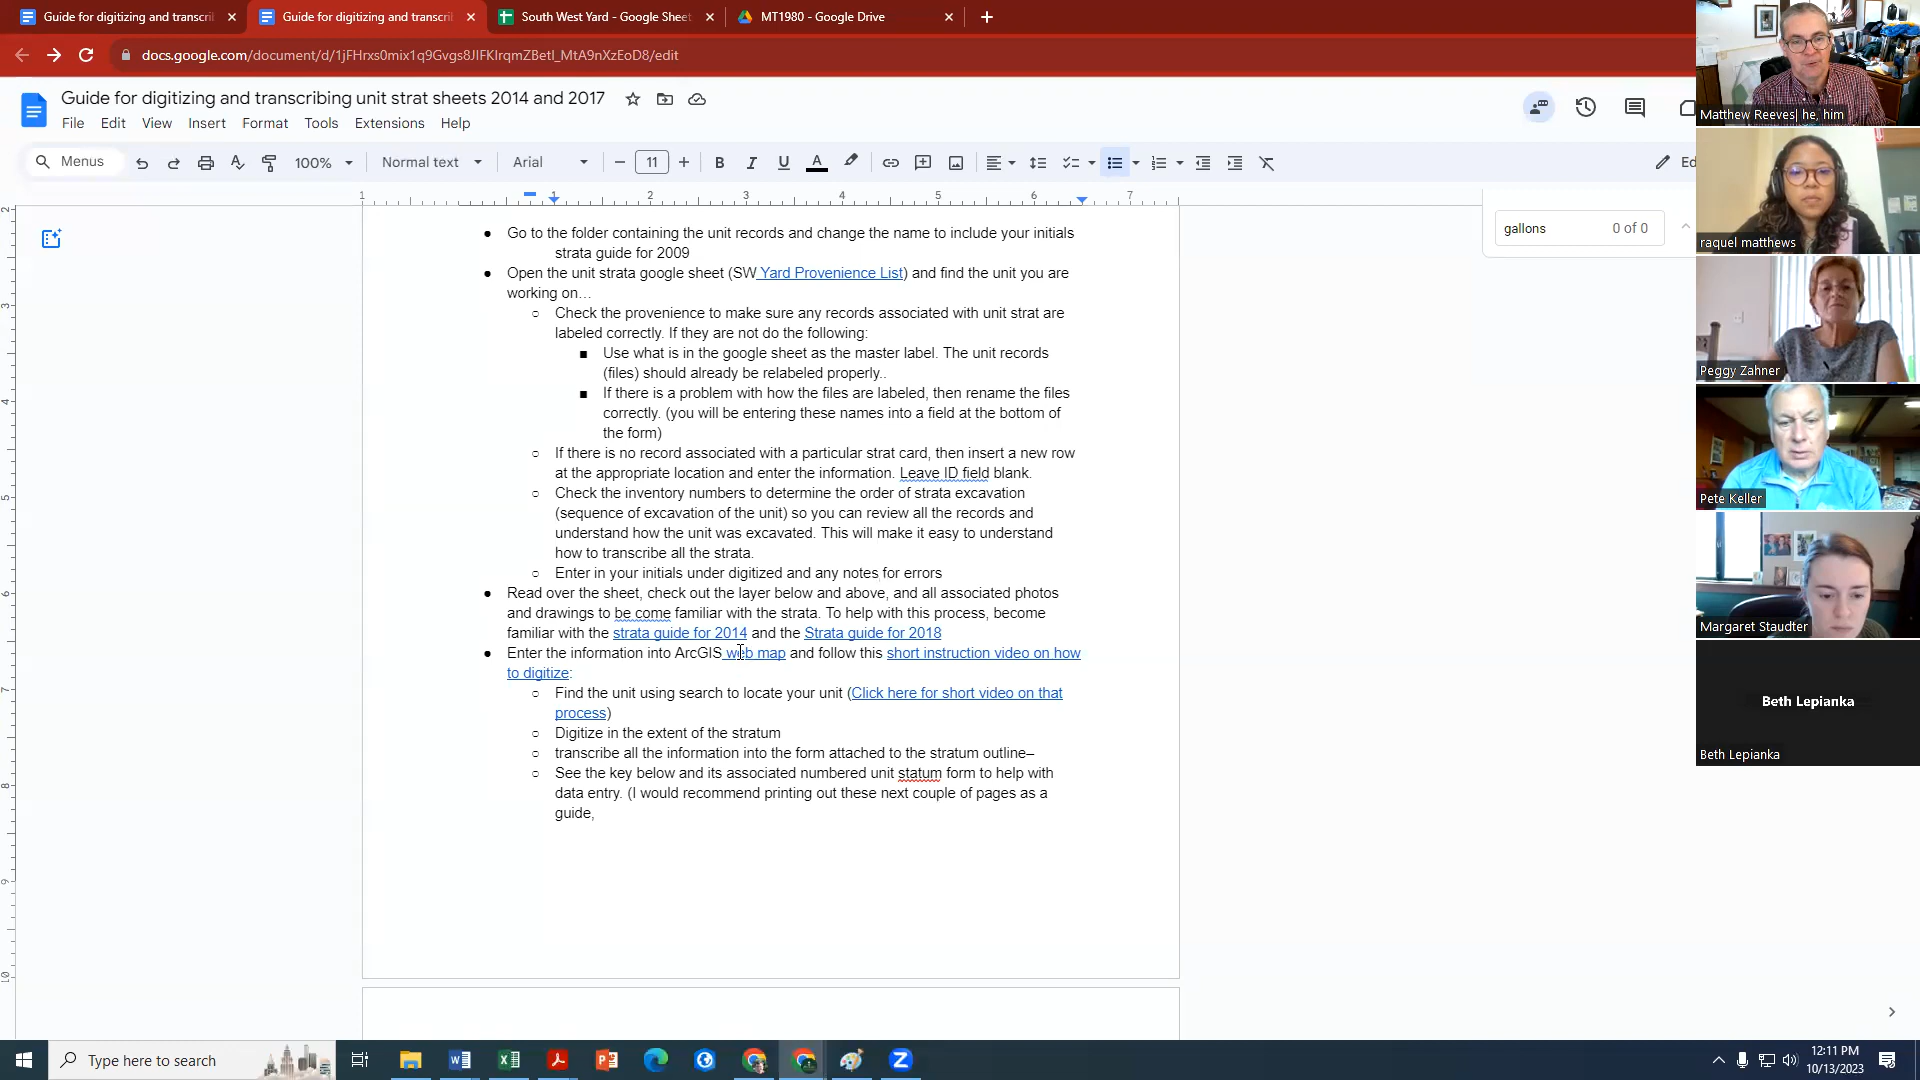 Guide for digitizing and transcri
Guide for digitizing and transcri
South West Yard - Google Sheet
MT1980 - Google Drive
docs.google.com/document/d/1jFHrxs0mix1q9Gvgs8JIFKIrqmZBetI_MtA9nXzEoD8/edit
Guide for digitizing and transcribing unit strat sheets 2014 and 2017
File Edit View Insert Format Tools Extensions Help
Menus 100% Normal text Arial 11 B I U A Ed
1 1 2 3 4 5 6 7
gallons 0 of 0
Go to the folder containing the unit records and change the name to include your initials
strata guide for 2009
Open the unit strata google sheet (SW Yard Provenience List) and find the unit you are
working on…
Check the provenience to make sure any records associated with unit strat are
labeled correctly. If they are not do the following:
Use what is in the google sheet as the master label. The unit records
(files) should already be relabeled properly..
If there is a problem with how the files are labeled, then rename the files
correctly. (you will be entering these names into a field at the bottom of
the form)
If there is no record associated with a particular strat card, then insert a new row
at the appropriate location and enter the information. Leave ID field blank.
Check the inventory numbers to determine the order of strata excavation
(sequence of excavation of the unit) so you can review all the records and
understand how the unit was excavated. This will make it easy to understand
how to transcribe all the strata.
Enter in your initials under digitized and any notes for errors
Read over the sheet, check out the layer below and above, and all associated photos
and drawings to be come familiar with the strata. To help with this process, become
familiar with the strata guide for 2014 and the Strata guide for 2018
Enter the information into ArcGIS web map and follow this short instruction video on how
to digitize:
Find the unit using search to locate your unit (Click here for short video on that
process)
Digitize in the extent of the stratum
transcribe all the information into the form attached to the stratum outline–
See the key below and its associated numbered unit statum form to help with
data entry. (I would recommend printing out these next couple of pages as a
guide,
2
3
4
5
6
7
8
9
10
Matthew Reeves| he, him
raquel matthews
Peggy Zahner
Pete Keller
Margaret Staudter
Beth Lepianka
Beth Lepianka
Type here to search
12:11 PM
10/13/2023